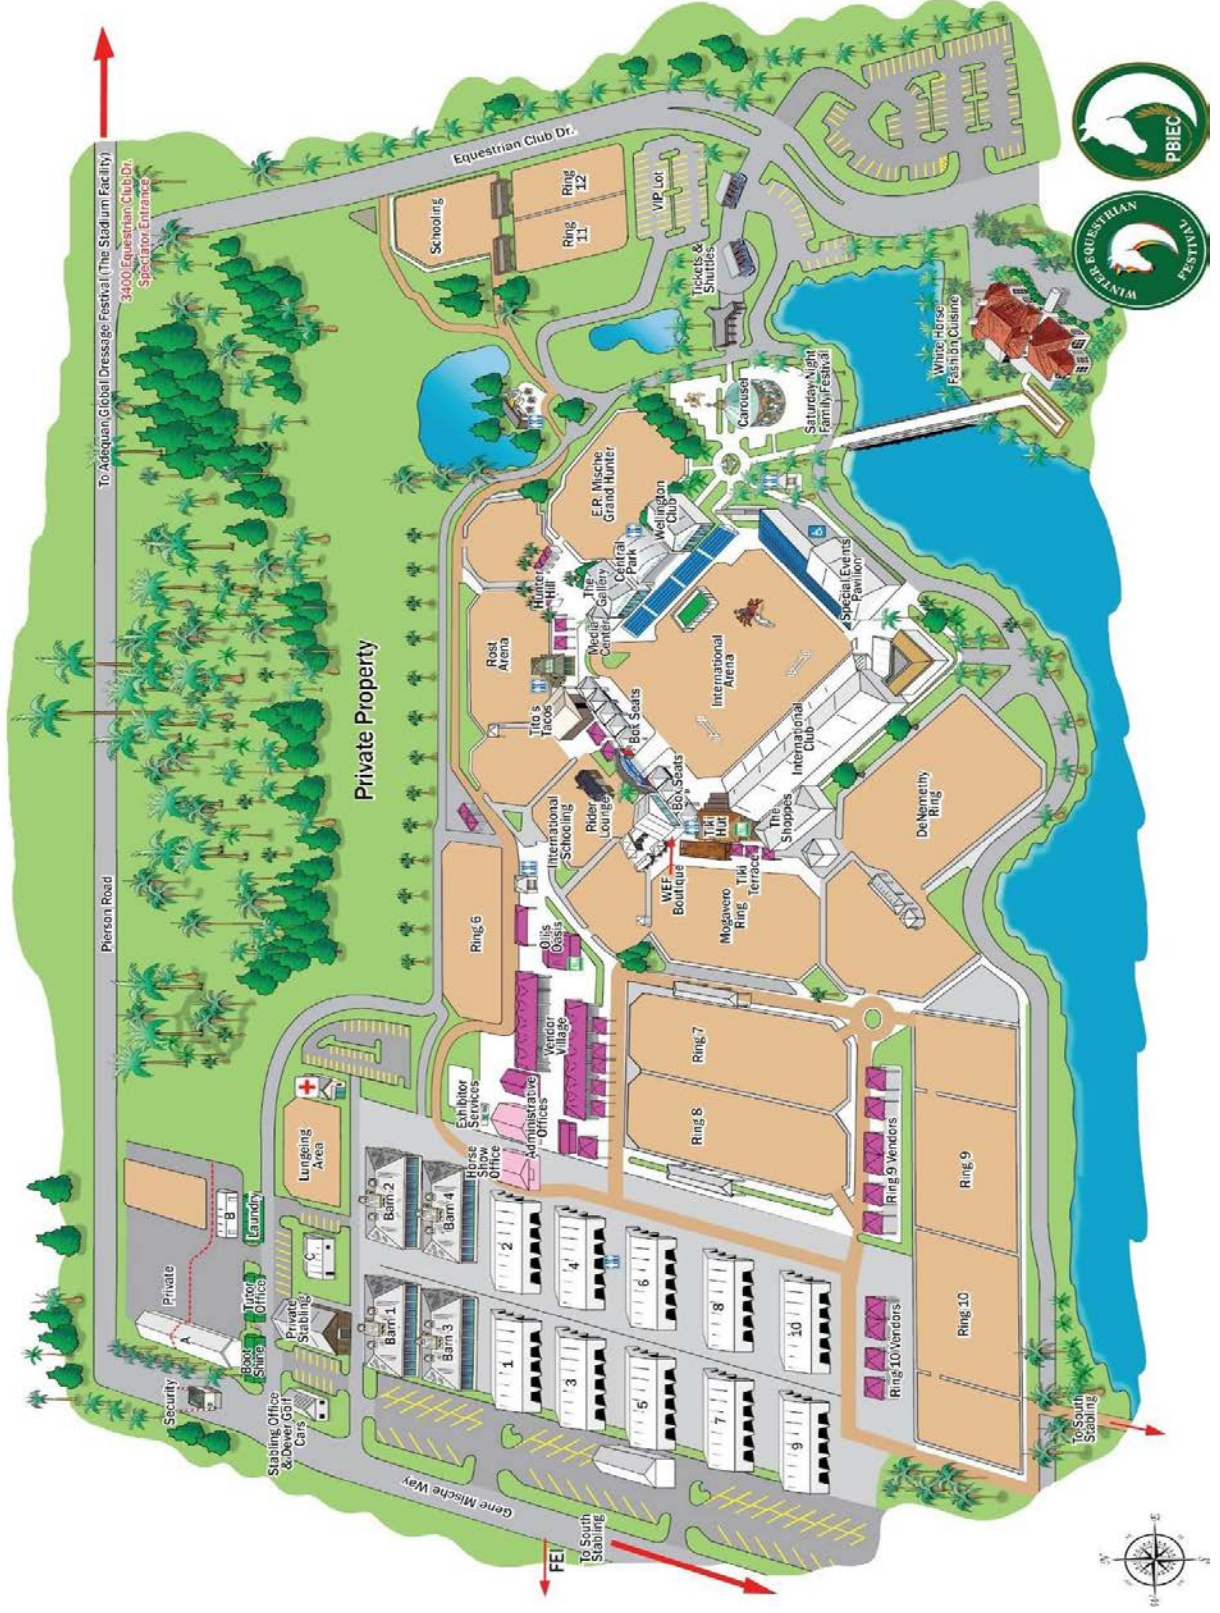 To Adequan Global Dressage Festival (The Stadium Facility)
3400 Equestrian Club Dr.
Spectator Entrance
Pierson Road
Equestrian Club Dr.
Private Property
Security
Private
A
B
C
Laundry
Tutor
Office
Boot
Shine
Private
Stabling
Stabling Office
& Dever Golf
Cars
Gene Mische Way
FEI
To South
Stabling
Lungeing
Area
Barn 1
Barn 2
Barn 3
Barn 4
1
2
3
4
5
6
7
8
9
10
Horse
Show
Office
Exhibitor
Services
Administrative
Offices
Vendor
Village
Ollis
Oasis
Ring 6
International
Schooling
Rider
Lounge
Tito's
Tacos
Rost
Arena
Hunter
Hill
Media
Center
The
Gallery
Central
Park
Wellington
Club
E.R. Mische
Grand Hunter
Schooling
Ring
11
Ring
12
VIP Lot
Tickets &
Shuttles
Carousel
Saturday Night
Family Festival
White Horse
Fashion Cuisine
Special Events
Pavilion
International
Arena
International
Club
Box Seats
Box Seats
WEF
Boutique
Tiki
Hut
Tiki
Terrace
The
Shoppes
Mogavero
Ring
DeNemethy
Ring
Ring 7
Ring 8
Ring 9 Vendors
Ring 9
Ring 10 Vendors
Ring 10
To South
Stabling
WINTER EQUESTRIAN
FESTIVAL
PBIEC
N
E
S
W